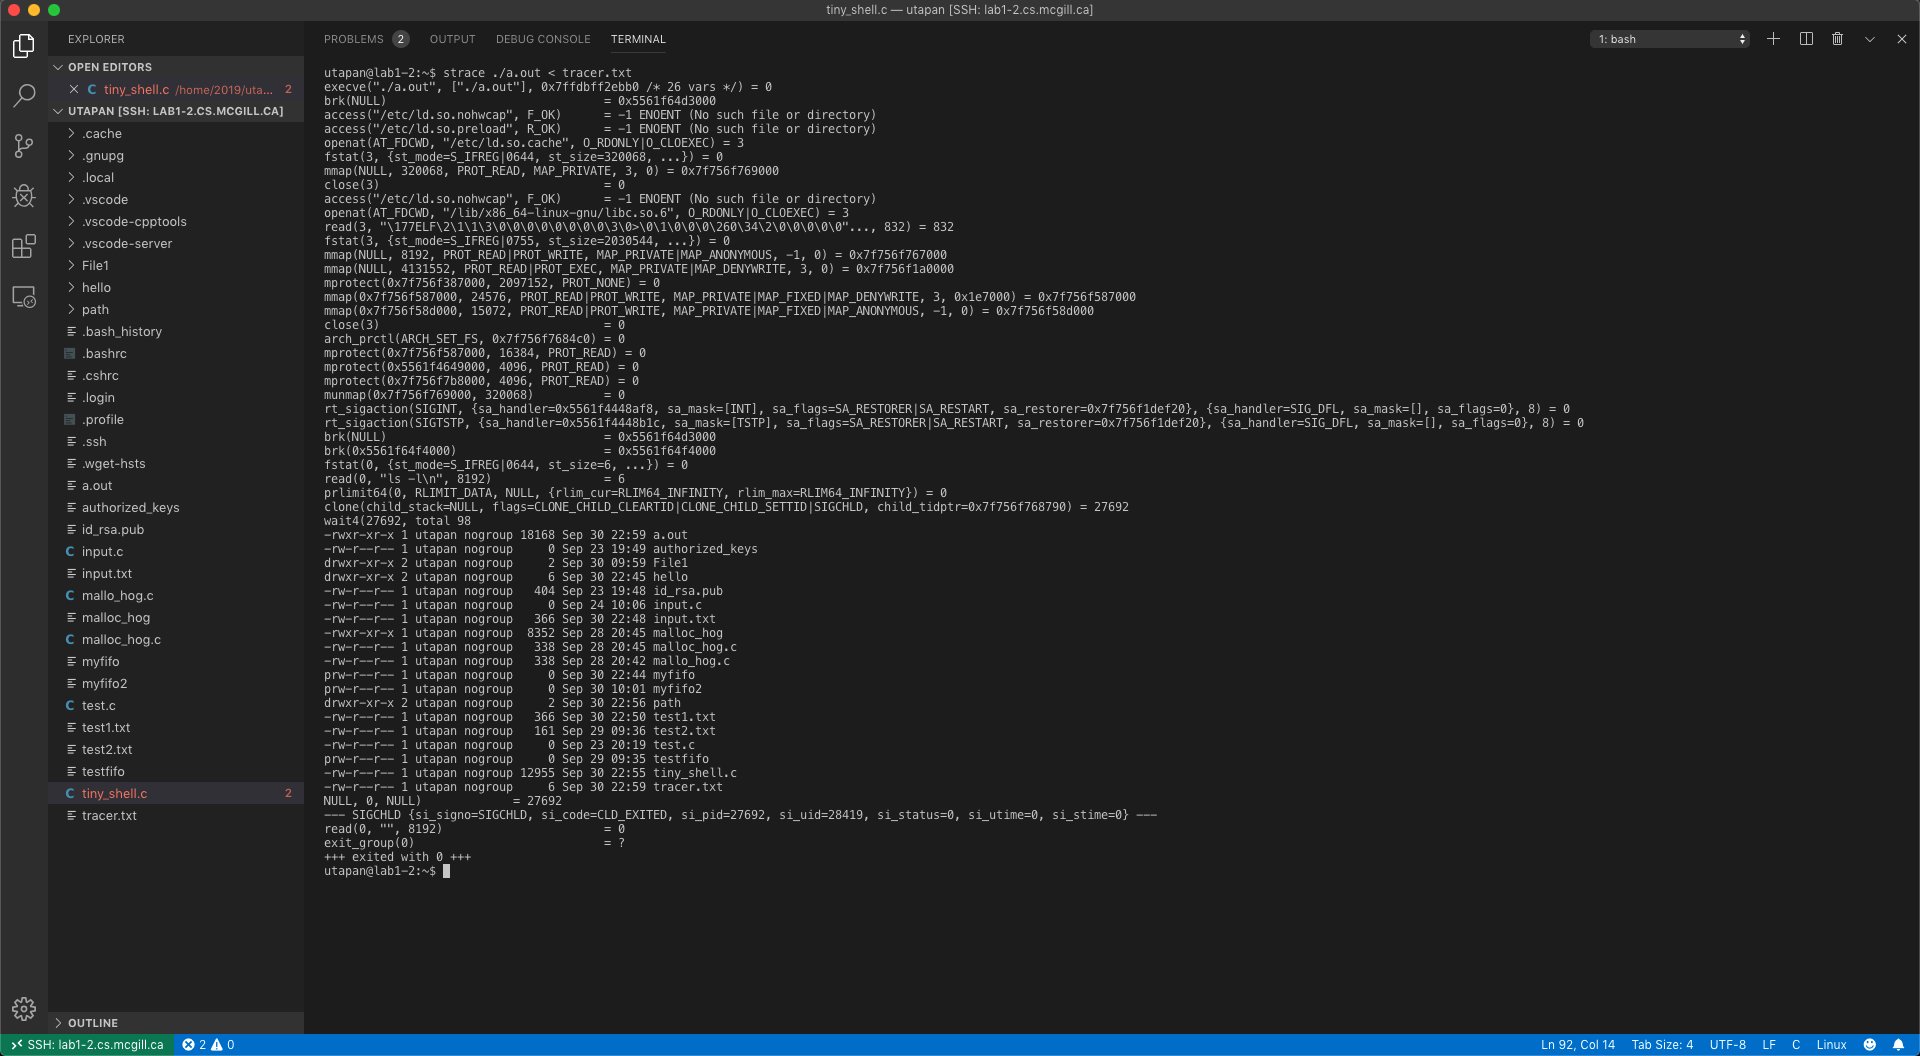 tiny_shell.c — utapan [SSH: lab1-2.cs.mcgill.ca]
EXPLORER
OPEN EDITORS
tiny_shell.c /home/2019/uta... 2
UTAPAN [SSH: LAB1-2.CS.MCGILL.CA]
.cache
.gnupg
.local
.vscode
.vscode-cpptools
.vscode-server
File1
hello
path
.bash_history
.bashrc
.cshrc
.login
.profile
.ssh
.wget-hsts
a.out
authorized_keys
id_rsa.pub
C input.c
input.txt
C mallo_hog.c
malloc_hog
C malloc_hog.c
myfifo
myfifo2
C test.c
test1.txt
test2.txt
testfifo
C tiny_shell.c 2
tracer.txt
OUTLINE
PROBLEMS 2 OUTPUT DEBUG CONSOLE TERMINAL 1: bash
utapan@lab1-2:~$ strace ./a.out < tracer.txt
execve("./a.out", ["./a.out"], 0x7ffdbff2ebb0 /* 26 vars */) = 0
brk(NULL) = 0x5561f64d3000
access("/etc/ld.so.nohwcap", F_OK) = -1 ENOENT (No such file or directory)
access("/etc/ld.so.preload", R_OK) = -1 ENOENT (No such file or directory)
openat(AT_FDCWD, "/etc/ld.so.cache", O_RDONLY|O_CLOEXEC) = 3
fstat(3, {st_mode=S_IFREG|0644, st_size=320068, ...}) = 0
mmap(NULL, 320068, PROT_READ, MAP_PRIVATE, 3, 0) = 0x7f756f769000
close(3) = 0
access("/etc/ld.so.nohwcap", F_OK) = -1 ENOENT (No such file or directory)
openat(AT_FDCWD, "/lib/x86_64-linux-gnu/libc.so.6", O_RDONLY|O_CLOEXEC) = 3
read(3, "\177ELF\2\1\1\3\0\0\0\0\0\0\0\0\3\0>\0\1\0\0\0\260\34\2\0\0\0\0\0"..., 832) = 832
fstat(3, {st_mode=S_IFREG|0755, st_size=2030544, ...}) = 0
mmap(NULL, 8192, PROT_READ|PROT_WRITE, MAP_PRIVATE|MAP_ANONYMOUS, -1, 0) = 0x7f756f767000
mmap(NULL, 4131552, PROT_READ|PROT_EXEC, MAP_PRIVATE|MAP_DENYWRITE, 3, 0) = 0x7f756f1a0000
mprotect(0x7f756f387000, 2097152, PROT_NONE) = 0
mmap(0x7f756f587000, 24576, PROT_READ|PROT_WRITE, MAP_PRIVATE|MAP_FIXED|MAP_DENYWRITE, 3, 0x1e7000) = 0x7f756f587000
mmap(0x7f756f58d000, 15072, PROT_READ|PROT_WRITE, MAP_PRIVATE|MAP_FIXED|MAP_ANONYMOUS, -1, 0) = 0x7f756f58d000
close(3) = 0
arch_prctl(ARCH_SET_FS, 0x7f756f7684c0) = 0
mprotect(0x7f756f587000, 16384, PROT_READ) = 0
mprotect(0x5561f4649000, 4096, PROT_READ) = 0
mprotect(0x7f756f7b8000, 4096, PROT_READ) = 0
munmap(0x7f756f769000, 320068) = 0
rt_sigaction(SIGINT, {sa_handler=0x5561f4448af8, sa_mask=[INT], sa_flags=SA_RESTORER|SA_RESTART, sa_restorer=0x7f756f1def20}, {sa_handler=SIG_DFL, sa_mask=[], sa_flags=0}, 8) = 0
rt_sigaction(SIGTSTP, {sa_handler=0x5561f4448b1c, sa_mask=[TSTP], sa_flags=SA_RESTORER|SA_RESTART, sa_restorer=0x7f756f1def20}, {sa_handler=SIG_DFL, sa_mask=[], sa_flags=0}, 8) = 0
brk(NULL) = 0x5561f64d3000
brk(0x5561f64f4000) = 0x5561f64f4000
fstat(0, {st_mode=S_IFREG|0644, st_size=6, ...}) = 0
read(0, "ls -l\n", 8192) = 6
prlimit64(0, RLIMIT_DATA, NULL, {rlim_cur=RLIM64_INFINITY, rlim_max=RLIM64_INFINITY}) = 0
clone(child_stack=NULL, flags=CLONE_CHILD_CLEARTID|CLONE_CHILD_SETTID|SIGCHLD, child_tidptr=0x7f756f768790) = 27692
wait4(27692, total 98
-rwxr-xr-x 1 utapan nogroup 18168 Sep 30 22:59 a.out
-rw-r--r-- 1 utapan nogroup 0 Sep 23 19:49 authorized_keys
drwxr-xr-x 2 utapan nogroup 2 Sep 30 09:59 File1
drwxr-xr-x 2 utapan nogroup 6 Sep 30 22:45 hello
-rw-r--r-- 1 utapan nogroup 404 Sep 23 19:48 id_rsa.pub
-rw-r--r-- 1 utapan nogroup 0 Sep 24 10:06 input.c
-rw-r--r-- 1 utapan nogroup 366 Sep 30 22:48 input.txt
-rwxr-xr-x 1 utapan nogroup 8352 Sep 28 20:45 malloc_hog
-rw-r--r-- 1 utapan nogroup 338 Sep 28 20:45 malloc_hog.c
-rw-r--r-- 1 utapan nogroup 338 Sep 28 20:42 mallo_hog.c
prw-r--r-- 1 utapan nogroup 0 Sep 30 22:44 myfifo
prw-r--r-- 1 utapan nogroup 0 Sep 30 10:01 myfifo2
drwxr-xr-x 2 utapan nogroup 2 Sep 30 22:56 path
-rw-r--r-- 1 utapan nogroup 366 Sep 30 22:50 test1.txt
-rw-r--r-- 1 utapan nogroup 161 Sep 29 09:36 test2.txt
-rw-r--r-- 1 utapan nogroup 0 Sep 23 20:19 test.c
prw-r--r-- 1 utapan nogroup 0 Sep 29 09:35 testfifo
-rw-r--r-- 1 utapan nogroup 12955 Sep 30 22:55 tiny_shell.c
-rw-r--r-- 1 utapan nogroup 6 Sep 30 22:59 tracer.txt
NULL, 0, NULL) = 27692
--- SIGCHLD {si_signo=SIGCHLD, si_code=CLD_EXITED, si_pid=27692, si_uid=28419, si_status=0, si_utime=0, si_stime=0} ---
read(0, "", 8192) = 0
exit_group(0) = ?
+++ exited with 0 +++
utapan@lab1-2:~$
SSH: lab1-2.cs.mcgill.ca 2 0 Ln 92, Col 14 Tab Size: 4 UTF-8 LF C Linux